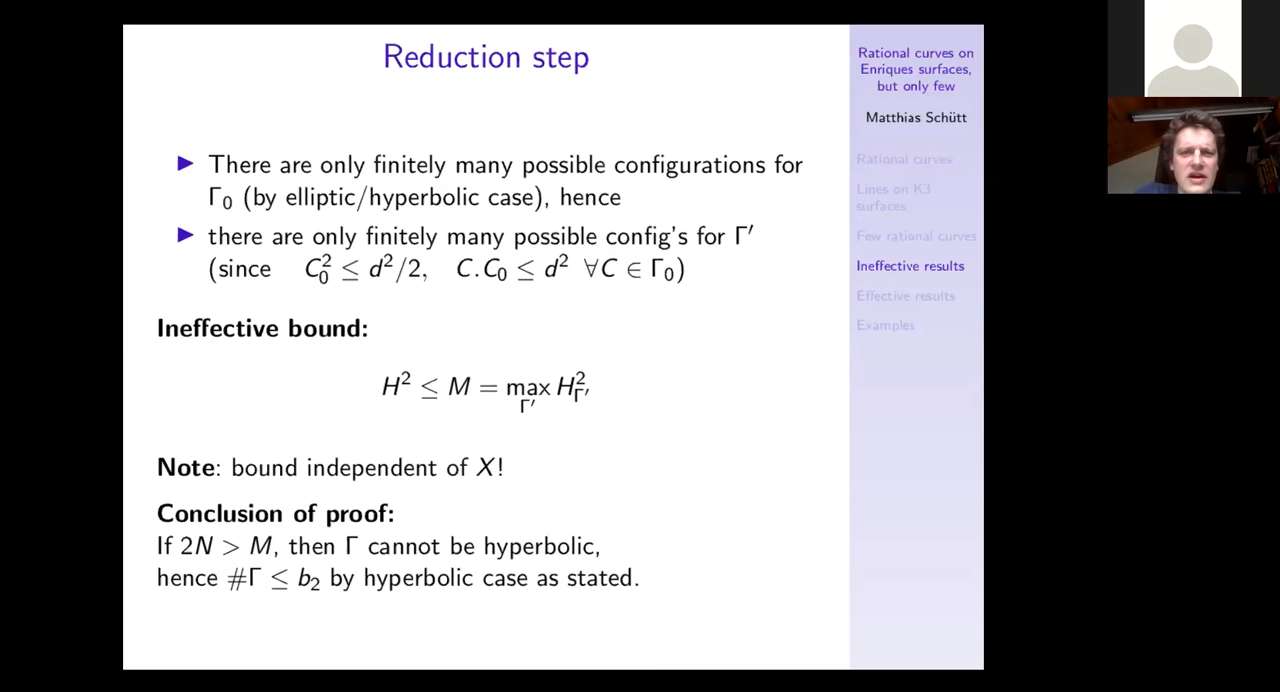 Reduction step
► There are only finitely many possible configurations for
Γ₀ (by elliptic/hyperbolic case), hence
► there are only finitely many possible config's for Γ′
(since C₀² ≤ d²/2, C.C₀ ≤ d² ∀C ∈ Γ₀)
Ineffective bound:
H² ≤ M = max_{Γ′} H²_{Γ′}
Note: bound independent of X!
Conclusion of proof:
If 2N > M, then Γ cannot be hyperbolic,
hence #Γ ≤ b₂ by hyperbolic case as stated.
Rational curves on
Enriques surfaces,
but only few
Matthias Schütt
Rational curves
Lines on K3
surfaces
Few rational curves
Ineffective results
Effective results
Examples